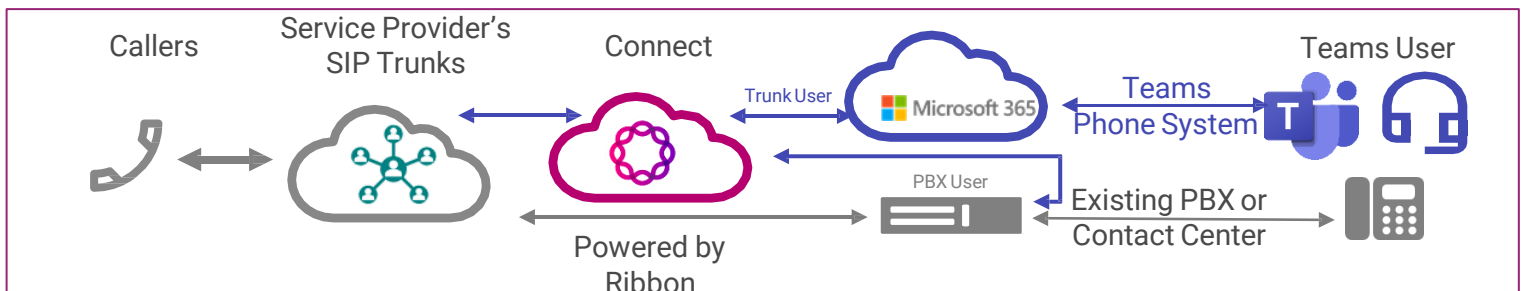 Callers
Service Provider's
SIP Trunks
Connect
Trunk User
Microsoft 365
Teams
Phone System
T
Teams User
PBX User
Existing PBX or
Contact Center
Powered by
Ribbon